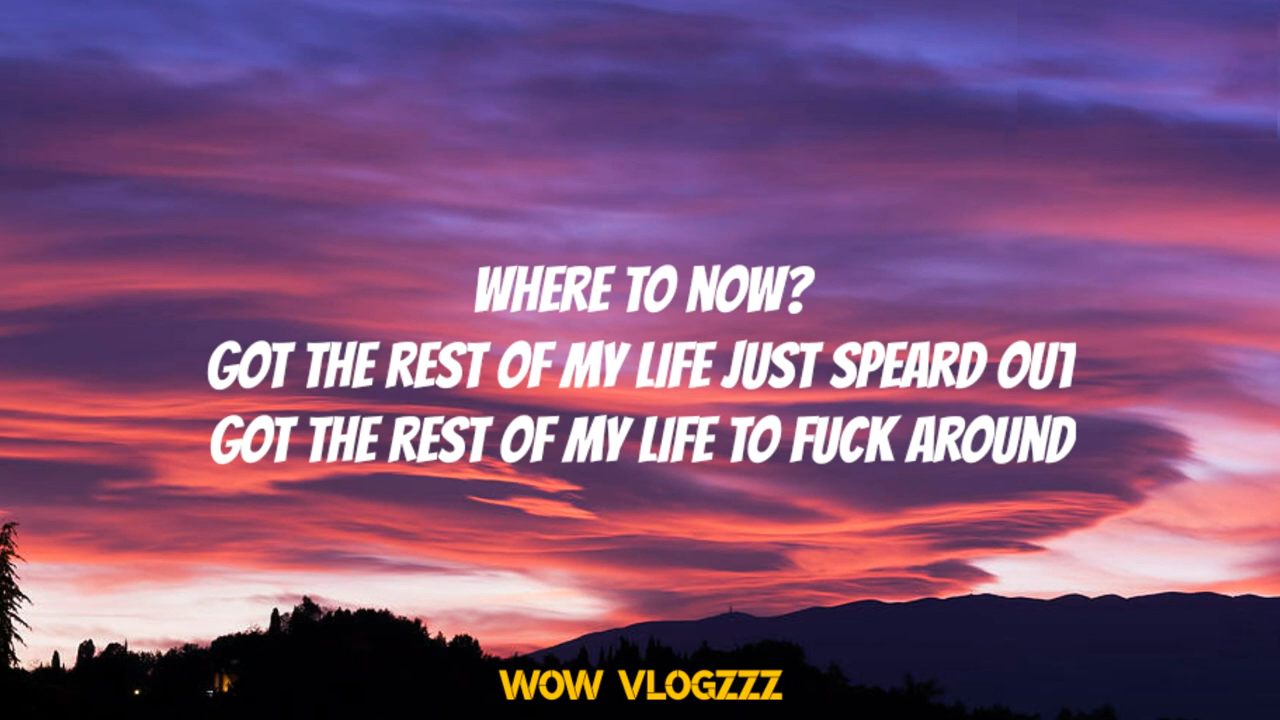 WHERE TO NOW?
GOT THE REST OF MY LIFE JUST SPEARD OUT
GOT THE REST OF MY LIFE TO FUCK AROUND
WOW VLOGZZZ